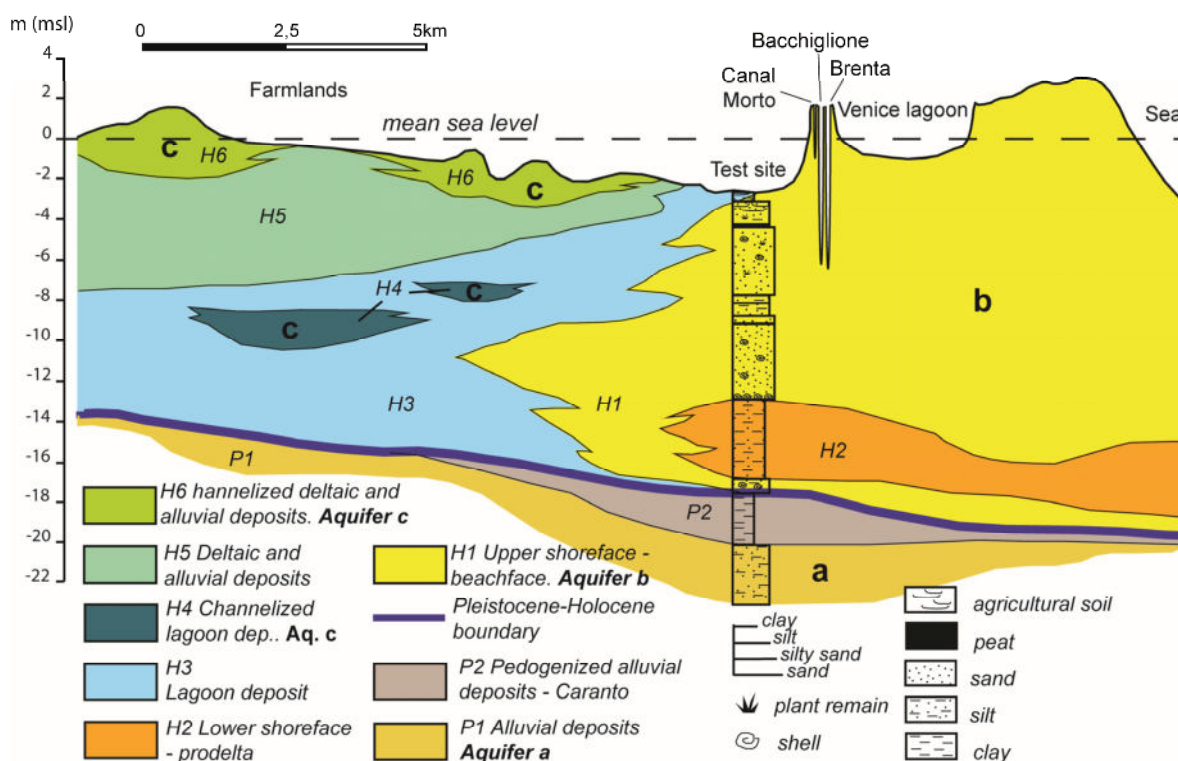 m (msl)
0 2,5 5km
4
2
0
-2
-4
-6
-8
-10
-12
-14
-16
-18
-20
-22
Farmlands
mean sea level
Bacchiglione
Canal
Morto
Brenta
Venice lagoon
Sea
Test site
C
H6
H6
C
H5
H4
C
C
b
H3
H1
H2
P1
P2
a
H6 hannelized deltaic and
alluvial deposits. Aquifer c
H5 Deltaic and
alluvial deposits
H4 Channelized
lagoon dep.. Aq. c
H3
Lagoon deposit
H2 Lower shoreface
- prodelta
H1 Upper shoreface -
beachface. Aquifer b
Pleistocene-Holocene
boundary
P2 Pedogenized alluvial
deposits - Caranto
P1 Alluvial deposits
Aquifer a
clay
silt
silty sand
sand
plant remain
shell
agricultural soil
peat
sand
silt
clay